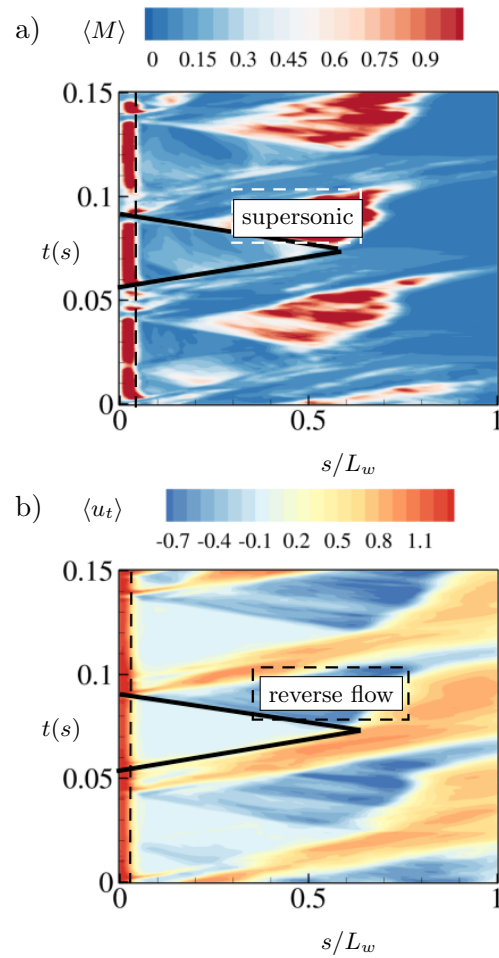 a) ⟨M⟩
0 0.15 0.3 0.45 0.6 0.75 0.9
0.15
0.1
supersonic
t(s)
0.05
0
0 0.5 1
s/L_w
b) ⟨u_t⟩
-0.7 -0.4 -0.1 0.2 0.5 0.8 1.1
0.15
0.1
reverse flow
t(s)
0.05
0
0 0.5 1
s/L_w